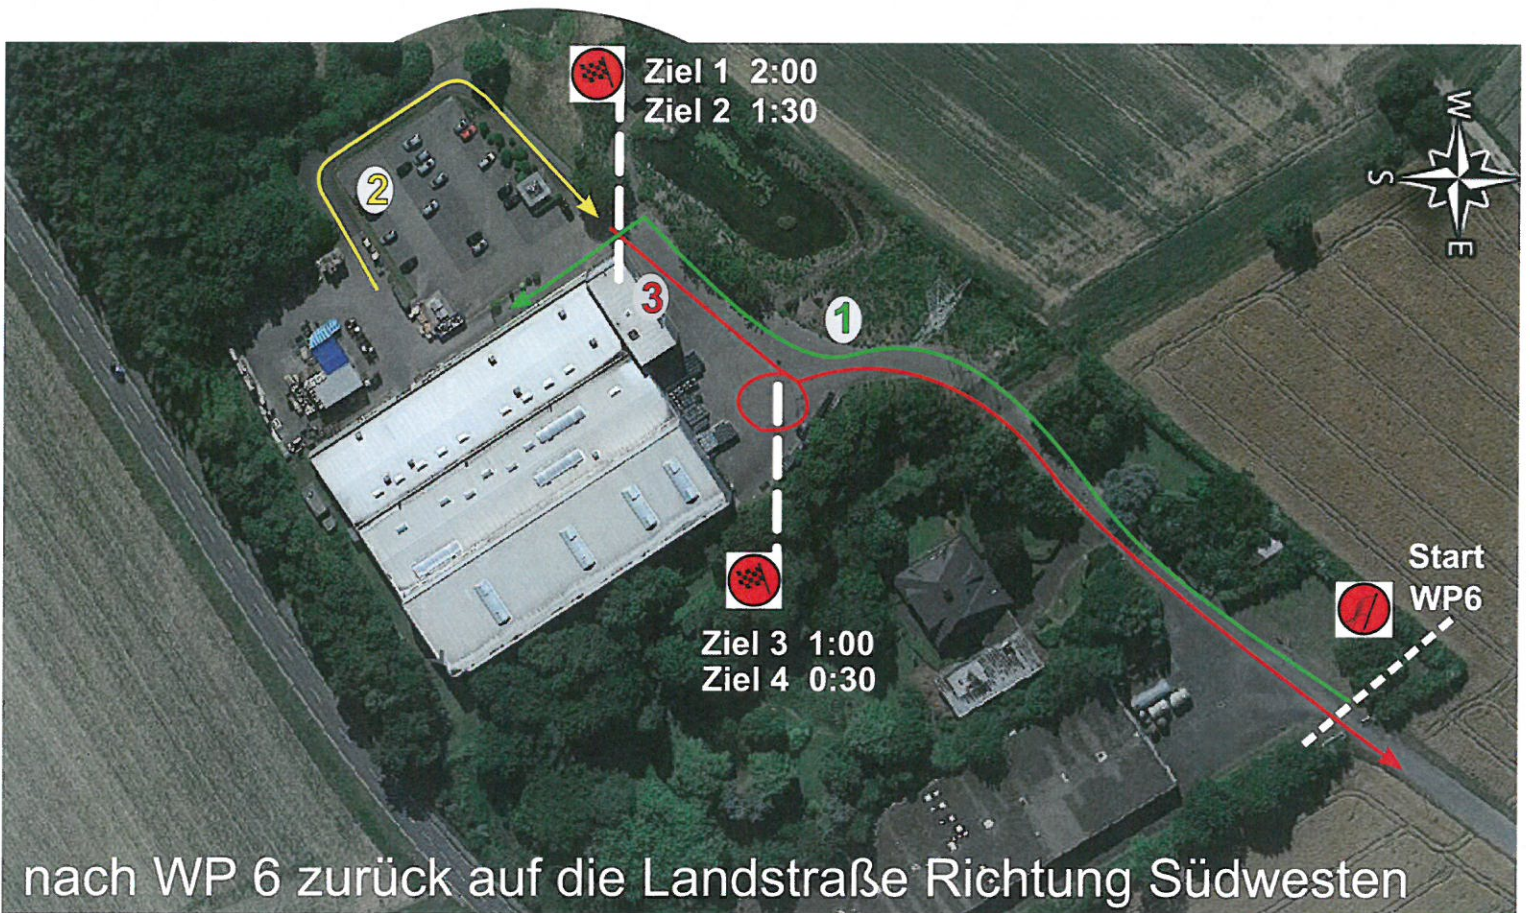 Ziel 1 2:00
Ziel 2 1:30
W
S
N
E
2
3
1
Start
WP6
Ziel 3 1:00
Ziel 4 0:30
nach WP 6 zurück auf die Landstraße Richtung Südwesten